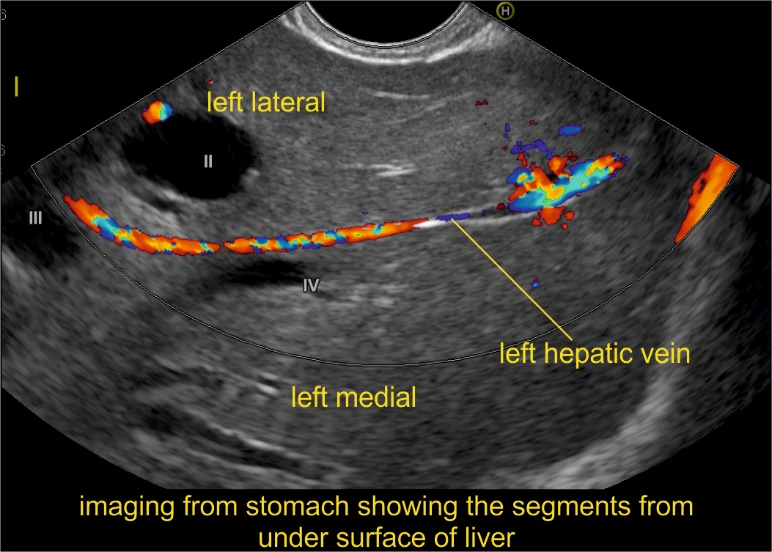 H
I
left lateral
II
III
IV
left hepatic vein
left medial
imaging from stomach showing the segments from
under surface of liver